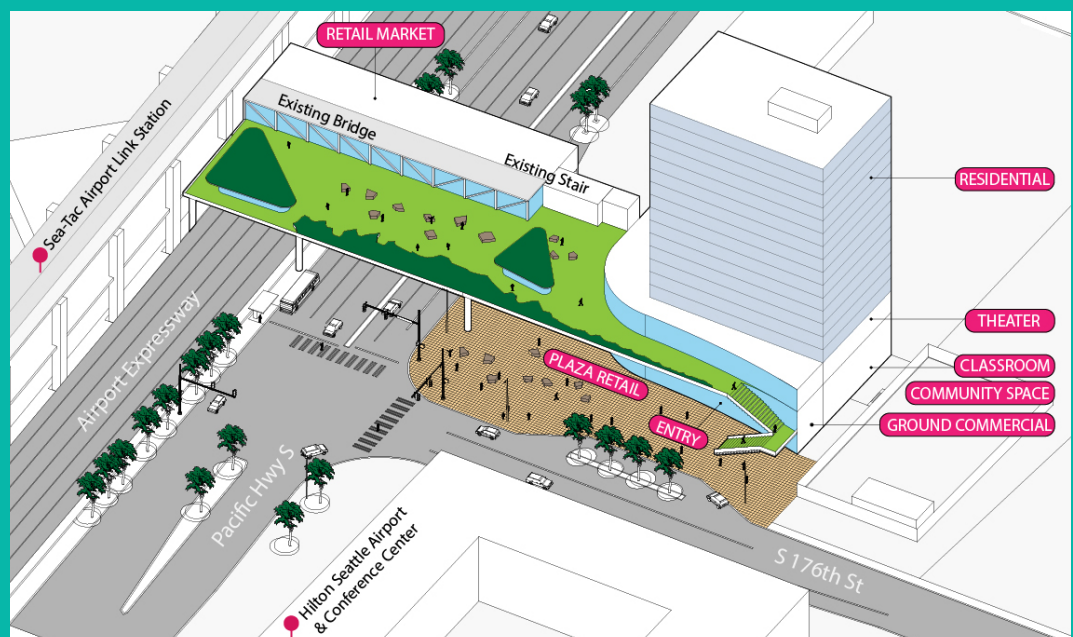 RETAIL MARKET
Existing Bridge
Existing Stair
Sea-Tac Airport Link Station
RESIDENTIAL
Airport Expressway
THEATER
PLAZA RETAIL
CLASSROOM
COMMUNITY SPACE
ENTRY
GROUND COMMERCIAL
Pacific Hwy S
S 176th St
Hilton Seattle Airport
& Conference Center